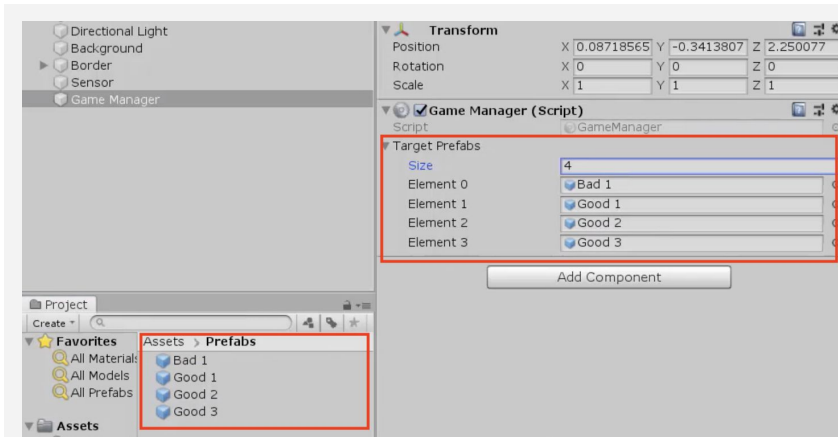 Directional Light
Background
Border
Sensor
Game Manager
Transform
Position X 0.08718565 Y -0.3413807 Z 2.250077
Rotation X 0 Y 0 Z 0
Scale X 1 Y 1 Z 1
Game Manager (Script)
Script GameManager
Target Prefabs
Size 4
Element 0 Bad 1
Element 1 Good 1
Element 2 Good 2
Element 3 Good 3
Add Component
Project
Create
Favorites
All Materials
All Models
All Prefabs
Assets
Assets > Prefabs
Bad 1
Good 1
Good 2
Good 3